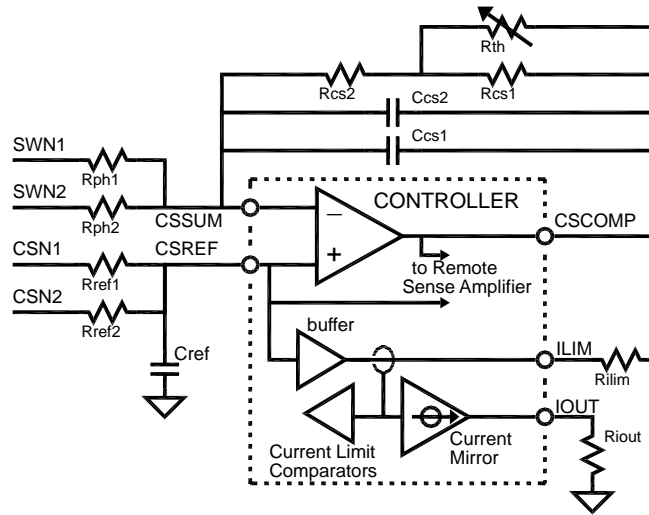 Rth
Rcs2
Rcs1
Ccs2
Ccs1
SWN1
Rph1
SWN2
Rph2
CSSUM
CONTROLLER
CSCOMP
−
+
CSN1
Rref1
CSREF
to Remote
Sense Amplifier
CSN2
Rref2
buffer
Cref
ILIM
Rilim
IOUT
Current Limit
Comparators
Current
Mirror
Riout